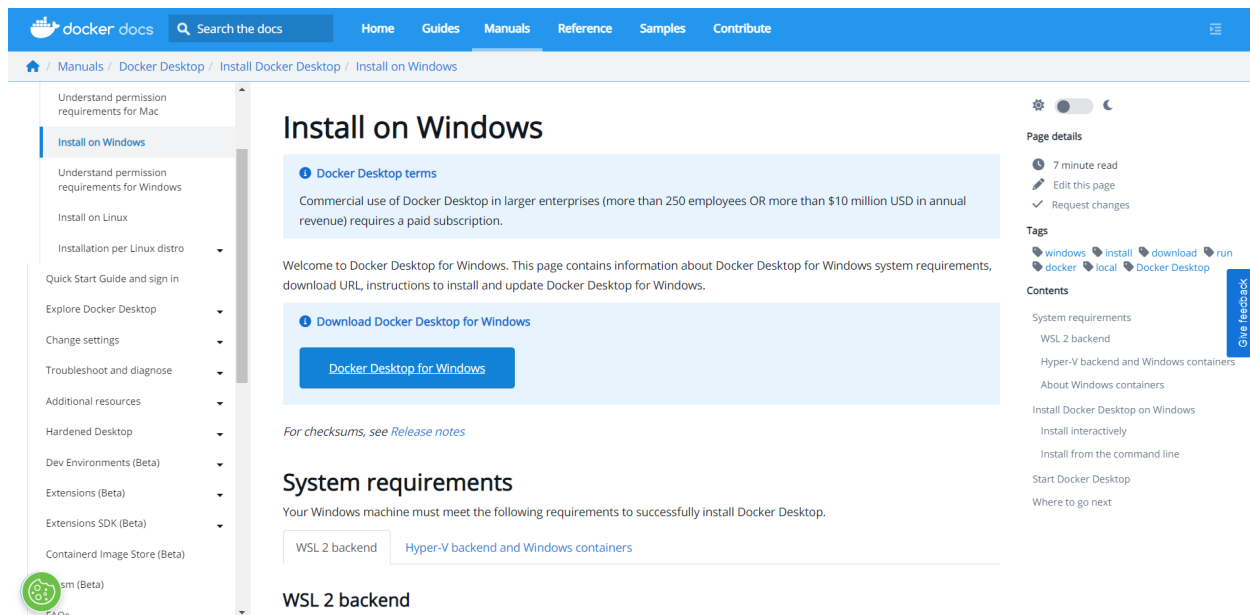 docker docs
Search the docs
Home
Guides
Manuals
Reference
Samples
Contribute
/ Manuals / Docker Desktop / Install Docker Desktop / Install on Windows
Understand permission
requirements for Mac
Install on Windows
Understand permission
requirements for Windows
Install on Linux
Installation per Linux distro
Quick Start Guide and sign in
Explore Docker Desktop
Change settings
Troubleshoot and diagnose
Additional resources
Hardened Desktop
Dev Environments (Beta)
Extensions (Beta)
Extensions SDK (Beta)
Containerd Image Store (Beta)
(Beta)
Install on Windows
Docker Desktop terms
Commercial use of Docker Desktop in larger enterprises (more than 250 employees OR more than $10 million USD in annual
revenue) requires a paid subscription.
Welcome to Docker Desktop for Windows. This page contains information about Docker Desktop for Windows system requirements,
download URL, instructions to install and update Docker Desktop for Windows.
Download Docker Desktop for Windows
Docker Desktop for Windows
For checksums, see Release notes
System requirements
Your Windows machine must meet the following requirements to successfully install Docker Desktop.
WSL 2 backend
Hyper-V backend and Windows containers
WSL 2 backend
Page details
7 minute read
Edit this page
Request changes
Tags
windows install download run
docker local Docker Desktop
Contents
System requirements
WSL 2 backend
Hyper-V backend and Windows containers
About Windows containers
Install Docker Desktop on Windows
Install interactively
Install from the command line
Start Docker Desktop
Where to go next
Give feedback